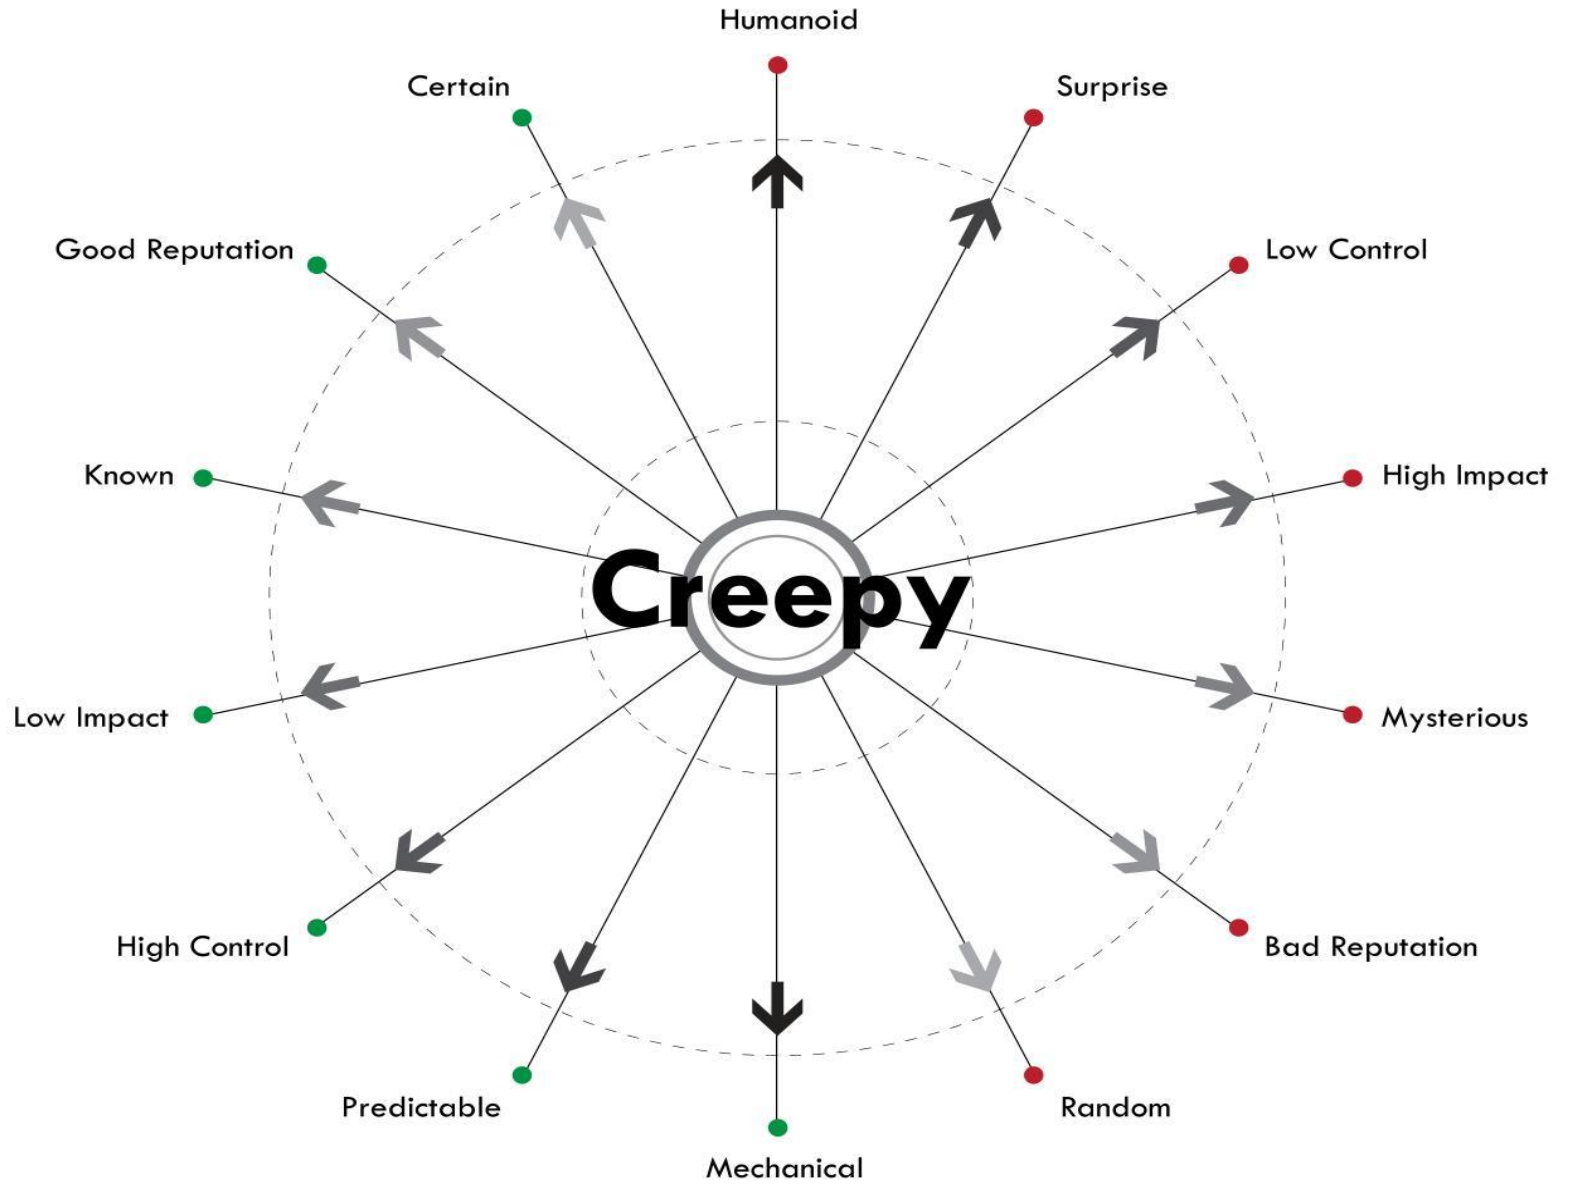 Humanoid
Certain
Surprise
Good Reputation
Low Control
Known
High Impact
Creepy
Low Impact
Mysterious
High Control
Bad Reputation
Predictable
Random
Mechanical